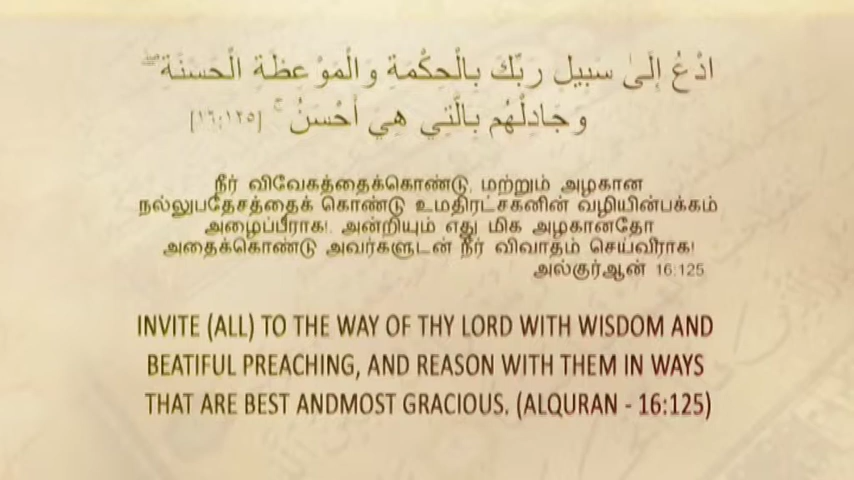 ادْعُ إِلَىٰ سَبِيلِ رَبِّكَ بِالْحِكْمَةِ وَالْمَوْعِظَةِ الْحَسَنَةِ ۖ
وَجَادِلْهُم بِالَّتِي هِيَ أَحْسَنُ ۚ [١٦:١٢٥]
நீர் விவேகத்தைக்கொண்டு, மற்றும் அழகான
நல்லுபதேசத்தைக் கொண்டு உமதிரட்சகனின் வழியின்பக்கம்
அழைப்பீராக!. அன்றியும் எது மிக அழகானதோ
அதைக்கொண்டு அவர்களுடன் நீர் விவாதம் செய்வீராக!
அல்குர்ஆன் 16:125
INVITE (ALL) TO THE WAY OF THY LORD WITH WISDOM AND
BEATIFUL PREACHING, AND REASON WITH THEM IN WAYS
THAT ARE BEST ANDMOST GRACIOUS. (ALQURAN - 16:125)